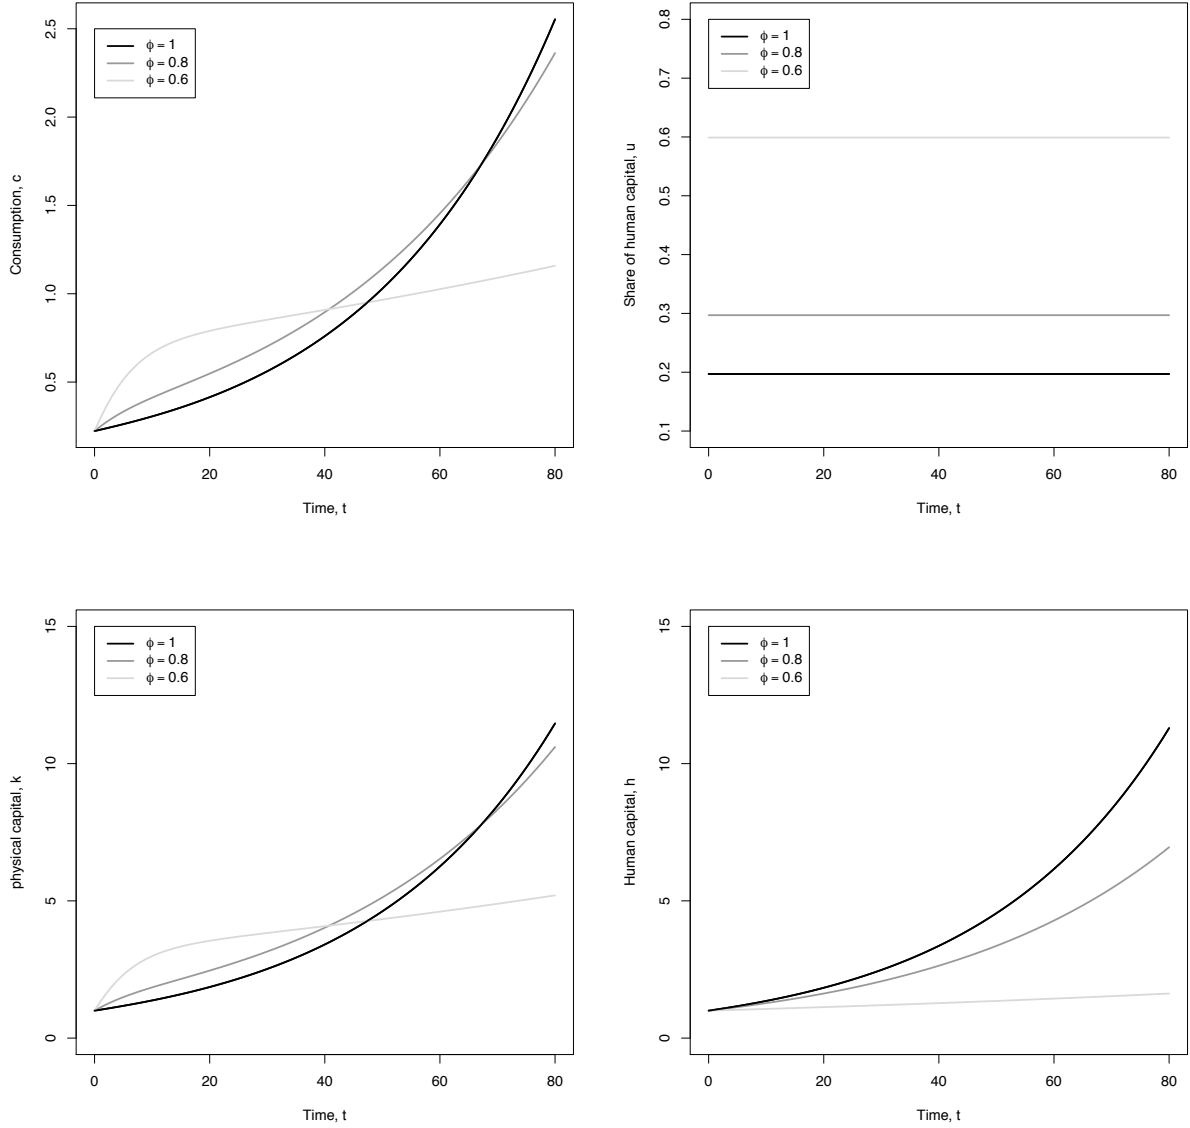 Consumption, c
2.5
2.0
1.5
1.0
0.5
ϕ = 1
ϕ = 0.8
ϕ = 0.6
0 20 40 60 80
Time, t
Share of human capital, u
0.8
0.7
0.6
0.5
0.4
0.3
0.2
0.1
ϕ = 1
ϕ = 0.8
ϕ = 0.6
0 20 40 60 80
Time, t
physical capital, k
15
10
5
0
ϕ = 1
ϕ = 0.8
ϕ = 0.6
0 20 40 60 80
Time, t
Human capital, h
15
10
5
0
ϕ = 1
ϕ = 0.8
ϕ = 0.6
0 20 40 60 80
Time, t